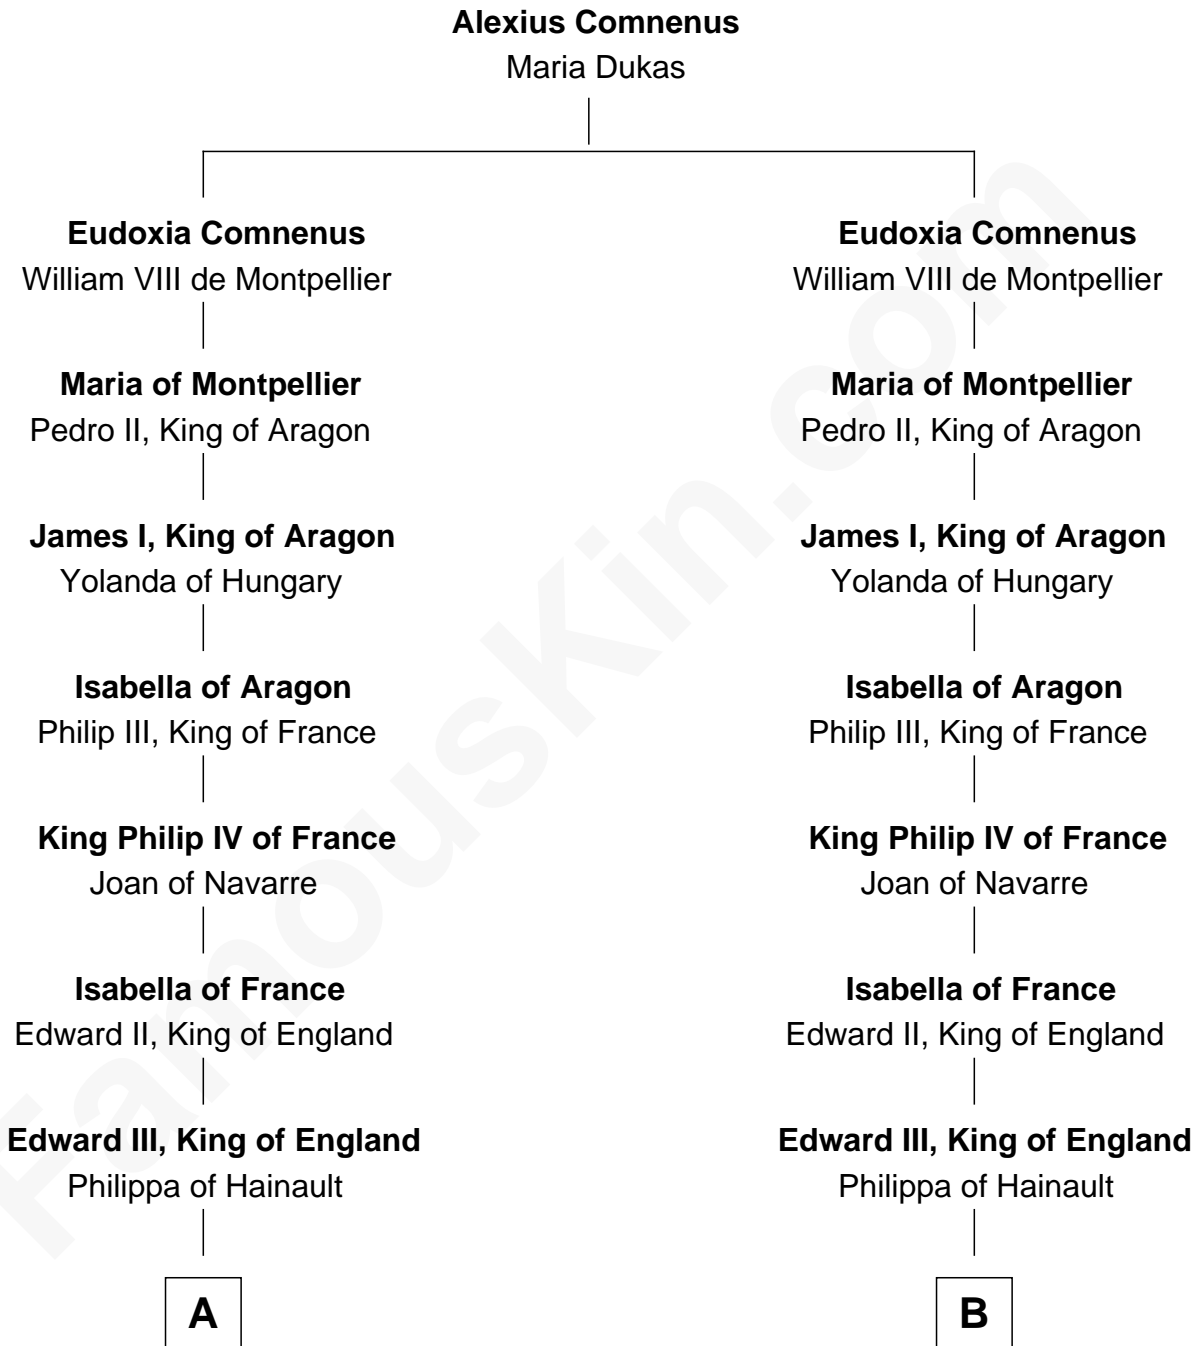 Alexius Comnenus
Maria Dukas
Eudoxia Comnenus
William VIII de Montpellier
Maria of Montpellier
Pedro II, King of Aragon
James I, King of Aragon
Yolanda of Hungary
Isabella of Aragon
Philip III, King of France
King Philip IV of France
Joan of Navarre
Isabella of France
Edward II, King of England
Edward III, King of England
Philippa of Hainault
A
Eudoxia Comnenus
William VIII de Montpellier
Maria of Montpellier
Pedro II, King of Aragon
James I, King of Aragon
Yolanda of Hungary
Isabella of Aragon
Philip III, King of France
King Philip IV of France
Joan of Navarre
Isabella of France
Edward II, King of England
Edward III, King of England
Philippa of Hainault
B
FamousKin.com